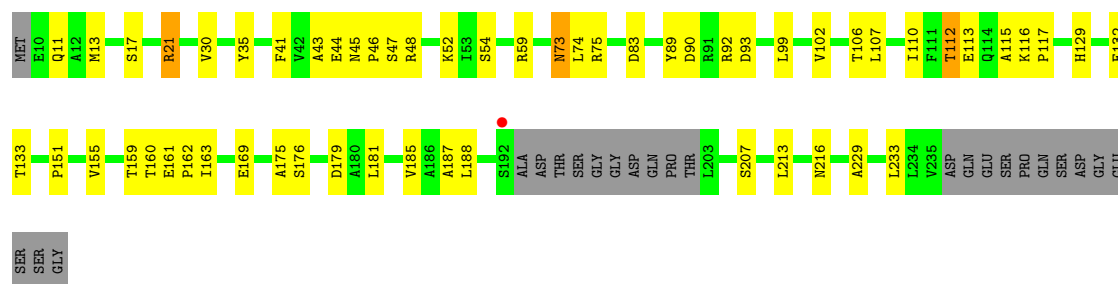 MET E10 Q11 A12 M13 S17 R21 V30 Y35 F41 V42 A43 E44 N45 P46 S47 R48 K52 I53 S54 R59 N73 L74 R75 D83 Y89 D90 R91 R92 D93 L99 V102 T106 L107 I110 F111 T112 E113 Q114 A115 K116 P117 H129
T133 P151 V155 T159 T160 E161 P162 I163 E169 A175 S176 D179 A180 L181 V185 A186 A187 L188 S192 ALA ASP THR SER GLY GLY ASP GLN PRO THR L203 S207 L213 N216 A229 L233 L234 V235 ASP GLN GLU SER PRO GLN SER ASP GLY
SER SER GLY